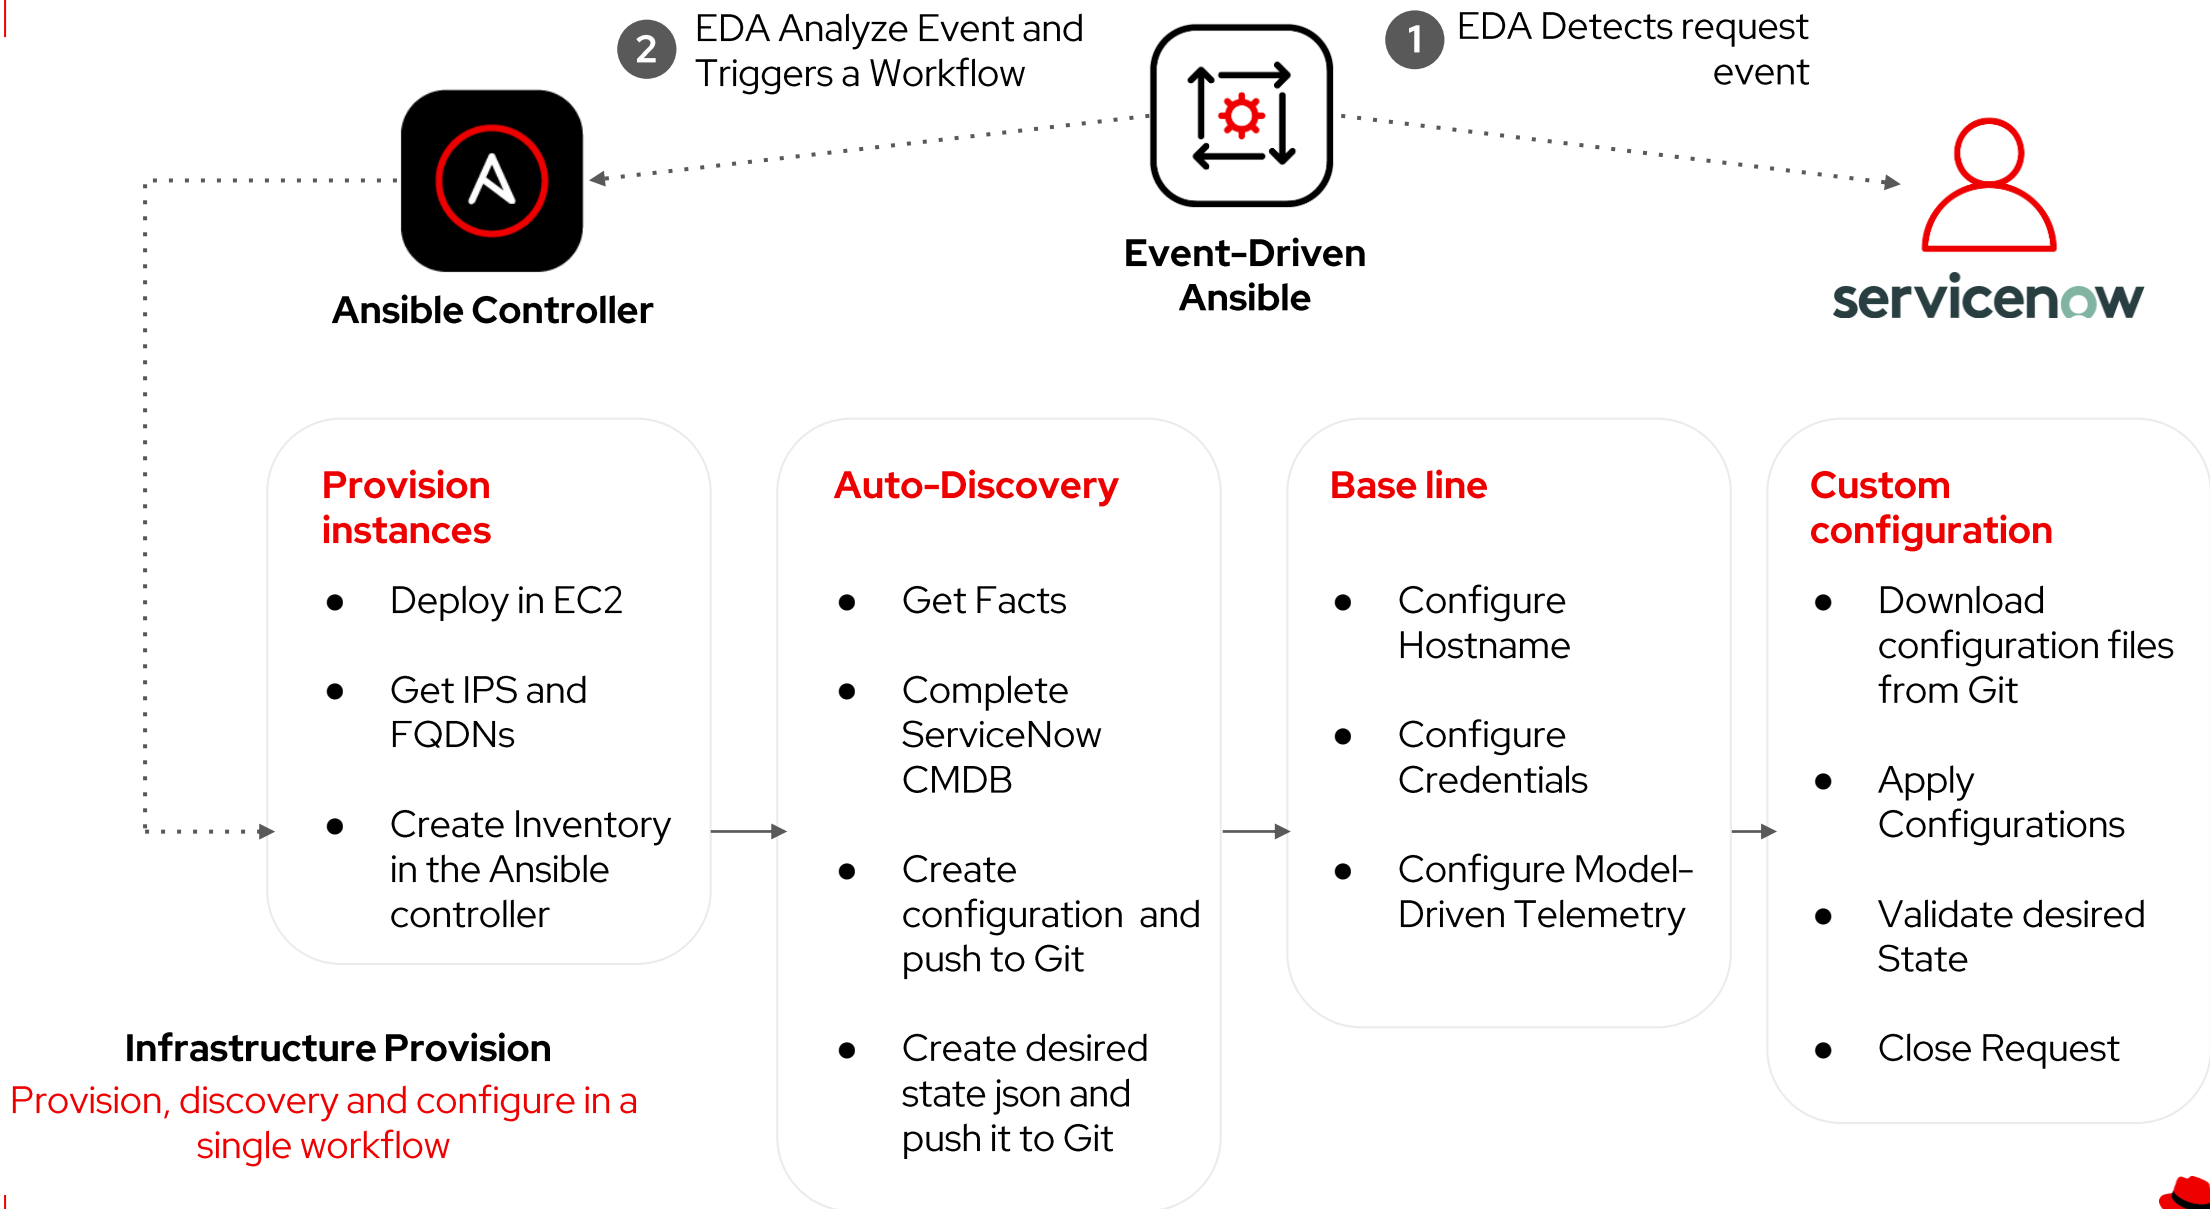 2
EDA Analyze Event and
Triggers a Workflow
1
EDA Detects request
event
Ansible Controller
Event-Driven
Ansible
servicenow
Provision
instances
● Deploy in EC2
● Get IPS and
FQDNs
● Create Inventory
in the Ansible
controller
Auto-Discovery
● Get Facts
● Complete
ServiceNow
CMDB
● Create
configuration and
push to Git
● Create desired
state json and
push it to Git
Base line
● Configure
Hostname
● Configure
Credentials
● Configure Model-
Driven Telemetry
Custom
configuration
● Download
configuration files
from Git
● Apply
Configurations
● Validate desired
State
● Close Request
Infrastructure Provision
Provision, discovery and configure in a
single workflow